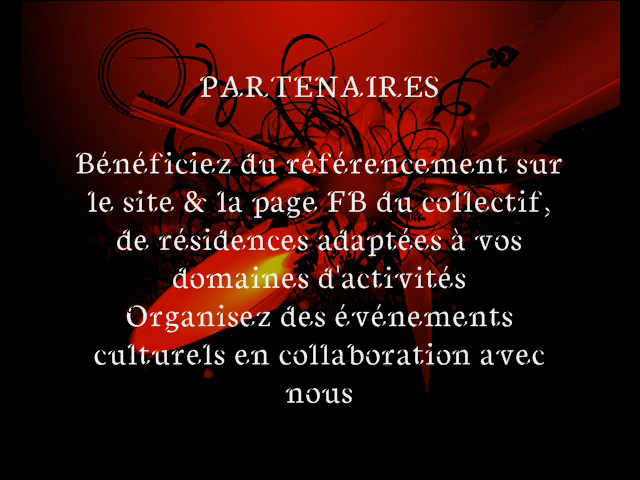 PARTENAIRES
Bénéficiez du référencement sur
le site & la page FB du collectif,
de résidences adaptées à vos
domaines d'activités
Organisez des événements
culturels en collaboration avec
nous